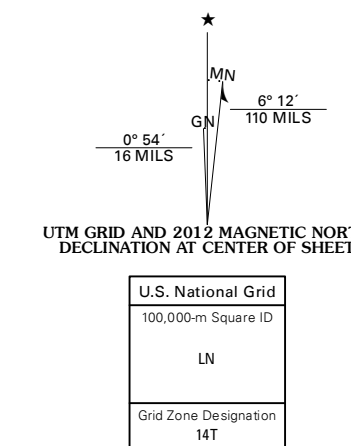 ★
MN
GN
6° 12´
110 MILS
0° 54´
16 MILS
UTM GRID AND 2012 MAGNETIC NOR
DECLINATION AT CENTER OF SHEET
U.S. National Grid
100,000-m Square ID
LN
Grid Zone Designation
14T